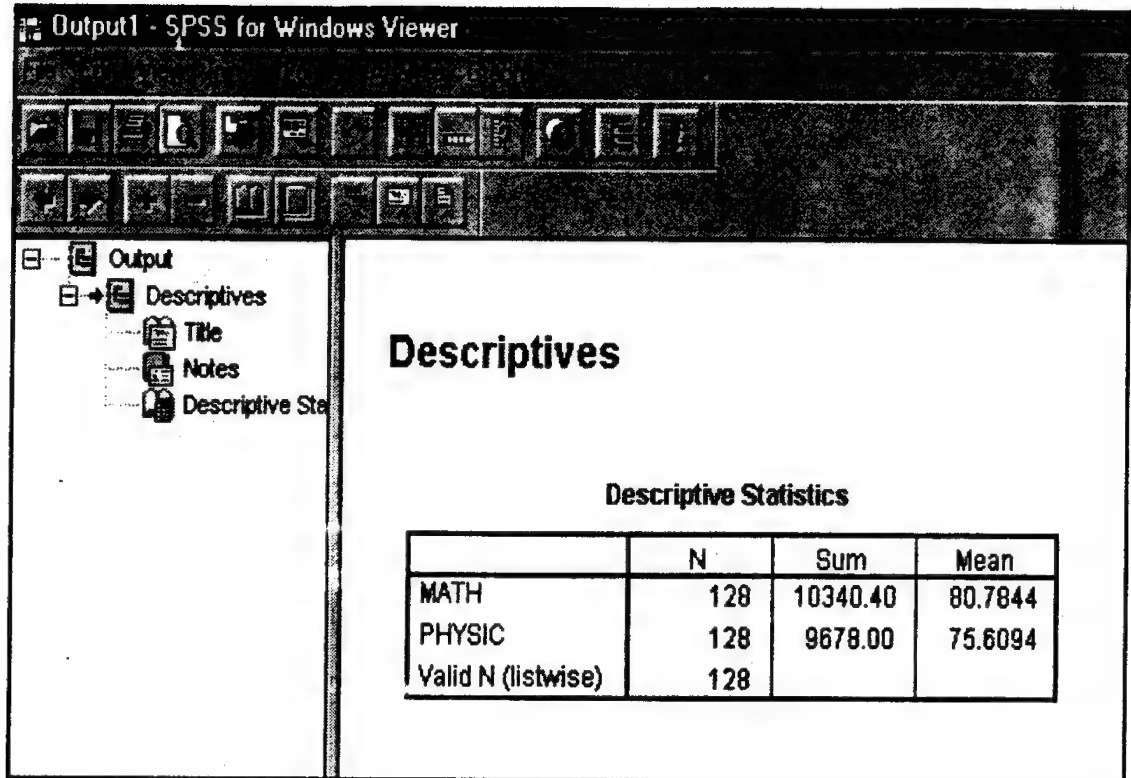 Output1 - SPSS for Windows Viewer
Output
Descriptives
Title
Notes
Descriptive Sta
Descriptives
Descriptive Statistics
N Sum Mean
MATH 128 10340.40 80.7844
PHYSIC 128 9678.00 75.6094
Valid N (listwise) 128